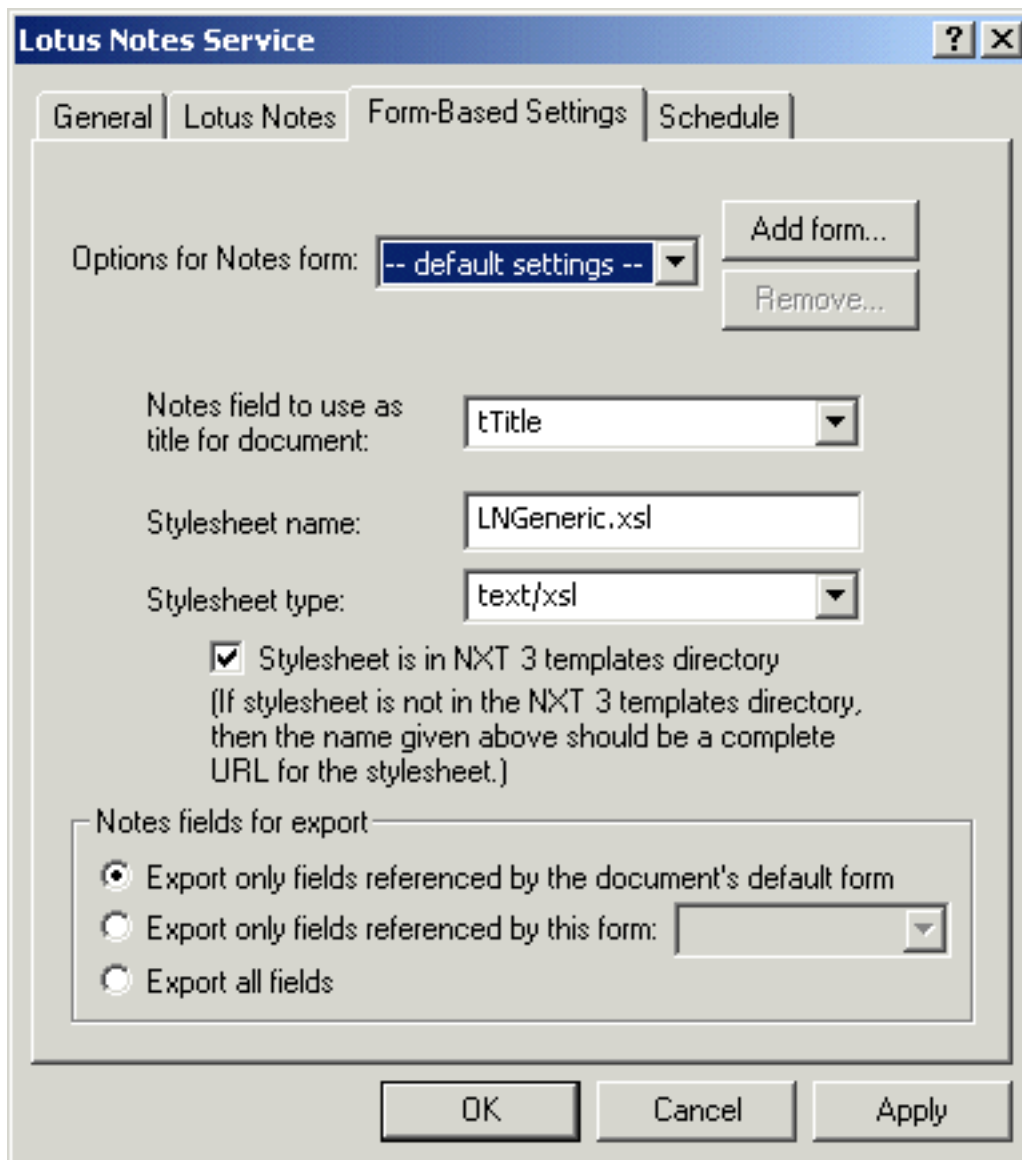 Lotus Notes Service
General Lotus Notes Form-Based Settings Schedule
Options for Notes form: -- default settings -- Add form...
Remove...
Notes field to use as
title for document: tTitle
Stylesheet name: LNGeneric.xsl
Stylesheet type: text/xsl
Stylesheet is in NXT 3 templates directory
(If stylesheet is not in the NXT 3 templates directory,
then the name given above should be a complete
URL for the stylesheet.)
Notes fields for export
Export only fields referenced by the document's default form
Export only fields referenced by this form:
Export all fields
OK Cancel Apply